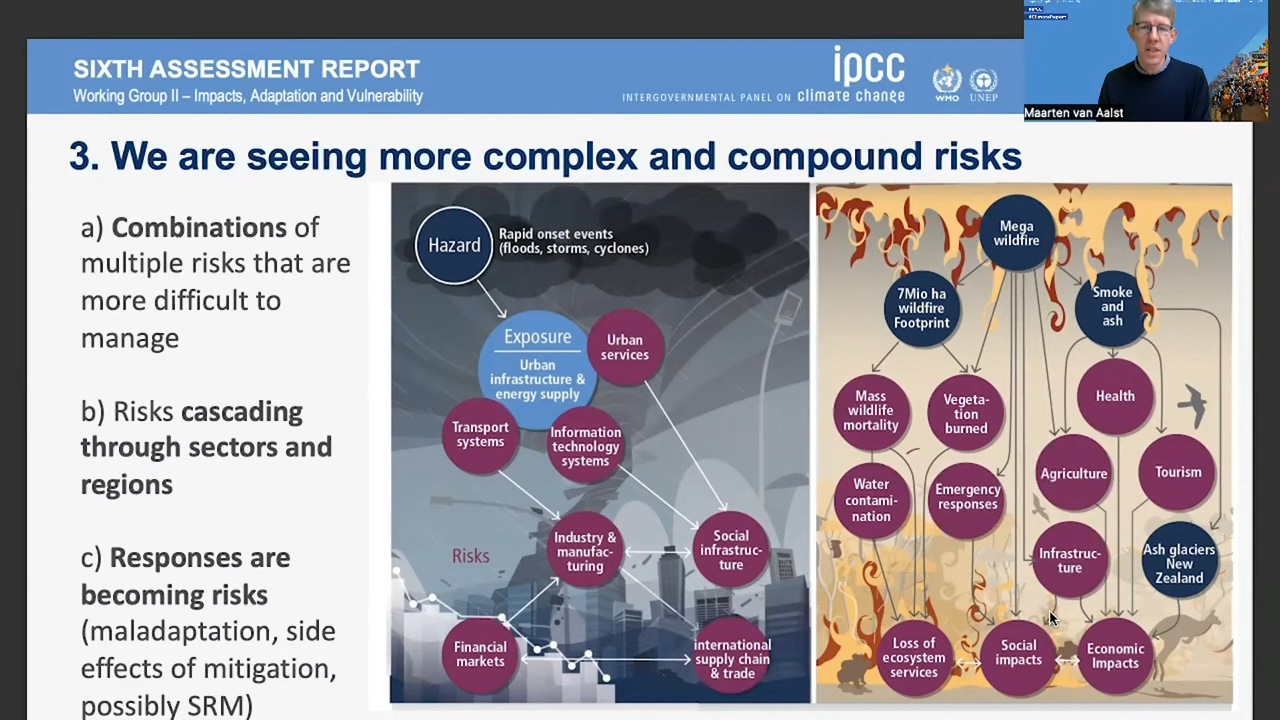 IPCC
#ClimateReport
Maarten van Aalst
SIXTH ASSESSMENT REPORT
Working Group II – Impacts, Adaptation and Vulnerability
ipcc
INTERGOVERNMENTAL PANEL ON climate change
WMO
UNEP
3. We are seeing more complex and compound risks
a) Combinations of
multiple risks that are
more difficult to
manage
b) Risks cascading
through sectors and
regions
c) Responses are
becoming risks
(maladaptation, side
effects of mitigation,
possibly SRM)
Hazard
Rapid onset events
(floods, storms, cyclones)
Exposure
Urban
infrastructure &
energy supply
Urban
services
Transport
systems
Information
technology
systems
Risks
Industry &
manufac-
turing
Social
infrastruc-
ture
Financial
markets
international
supply chain
& trade
Mega
wildfire
7Mio ha
wildfire
Footprint
Smoke
and
ash
Mass
wildlife
mortality
Vegeta-
tion
burned
Health
Water
contami-
nation
Emergency
responses
Agriculture
Tourism
Infrastruc-
ture
Ash glaciers
New
Zealand
Loss of
ecosystem
services
Social
impacts
Economic
Impacts